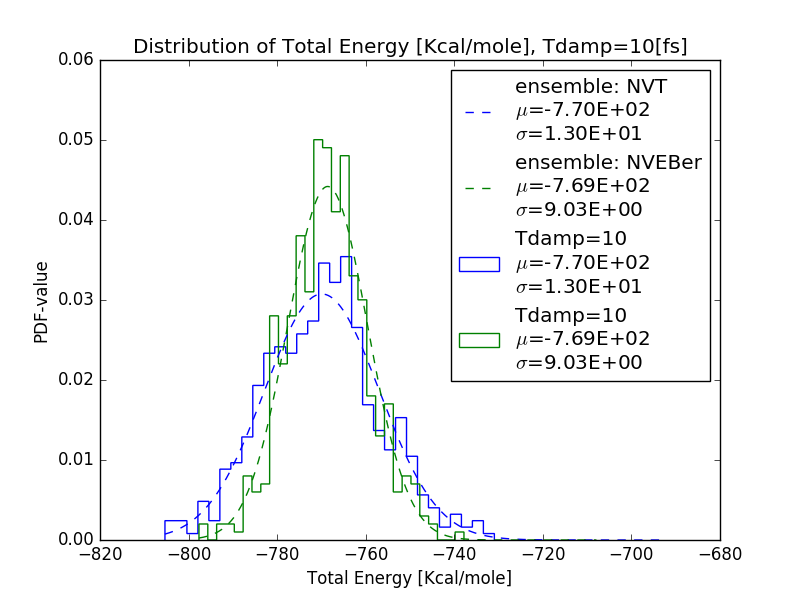 Distribution of Total Energy [Kcal/mole], Tdamp=10[fs]
0.06
0.05
0.04
0.03
0.02
0.01
0.00
PDF-value
ensemble: NVT
μ=-7.70E+02
σ=1.30E+01
ensemble: NVEBer
μ=-7.69E+02
σ=9.03E+00
Tdamp=10
μ=-7.70E+02
σ=1.30E+01
Tdamp=10
μ=-7.69E+02
σ=9.03E+00
−820 −800 −780 −760 −740 −720 −700 −680
Total Energy [Kcal/mole]